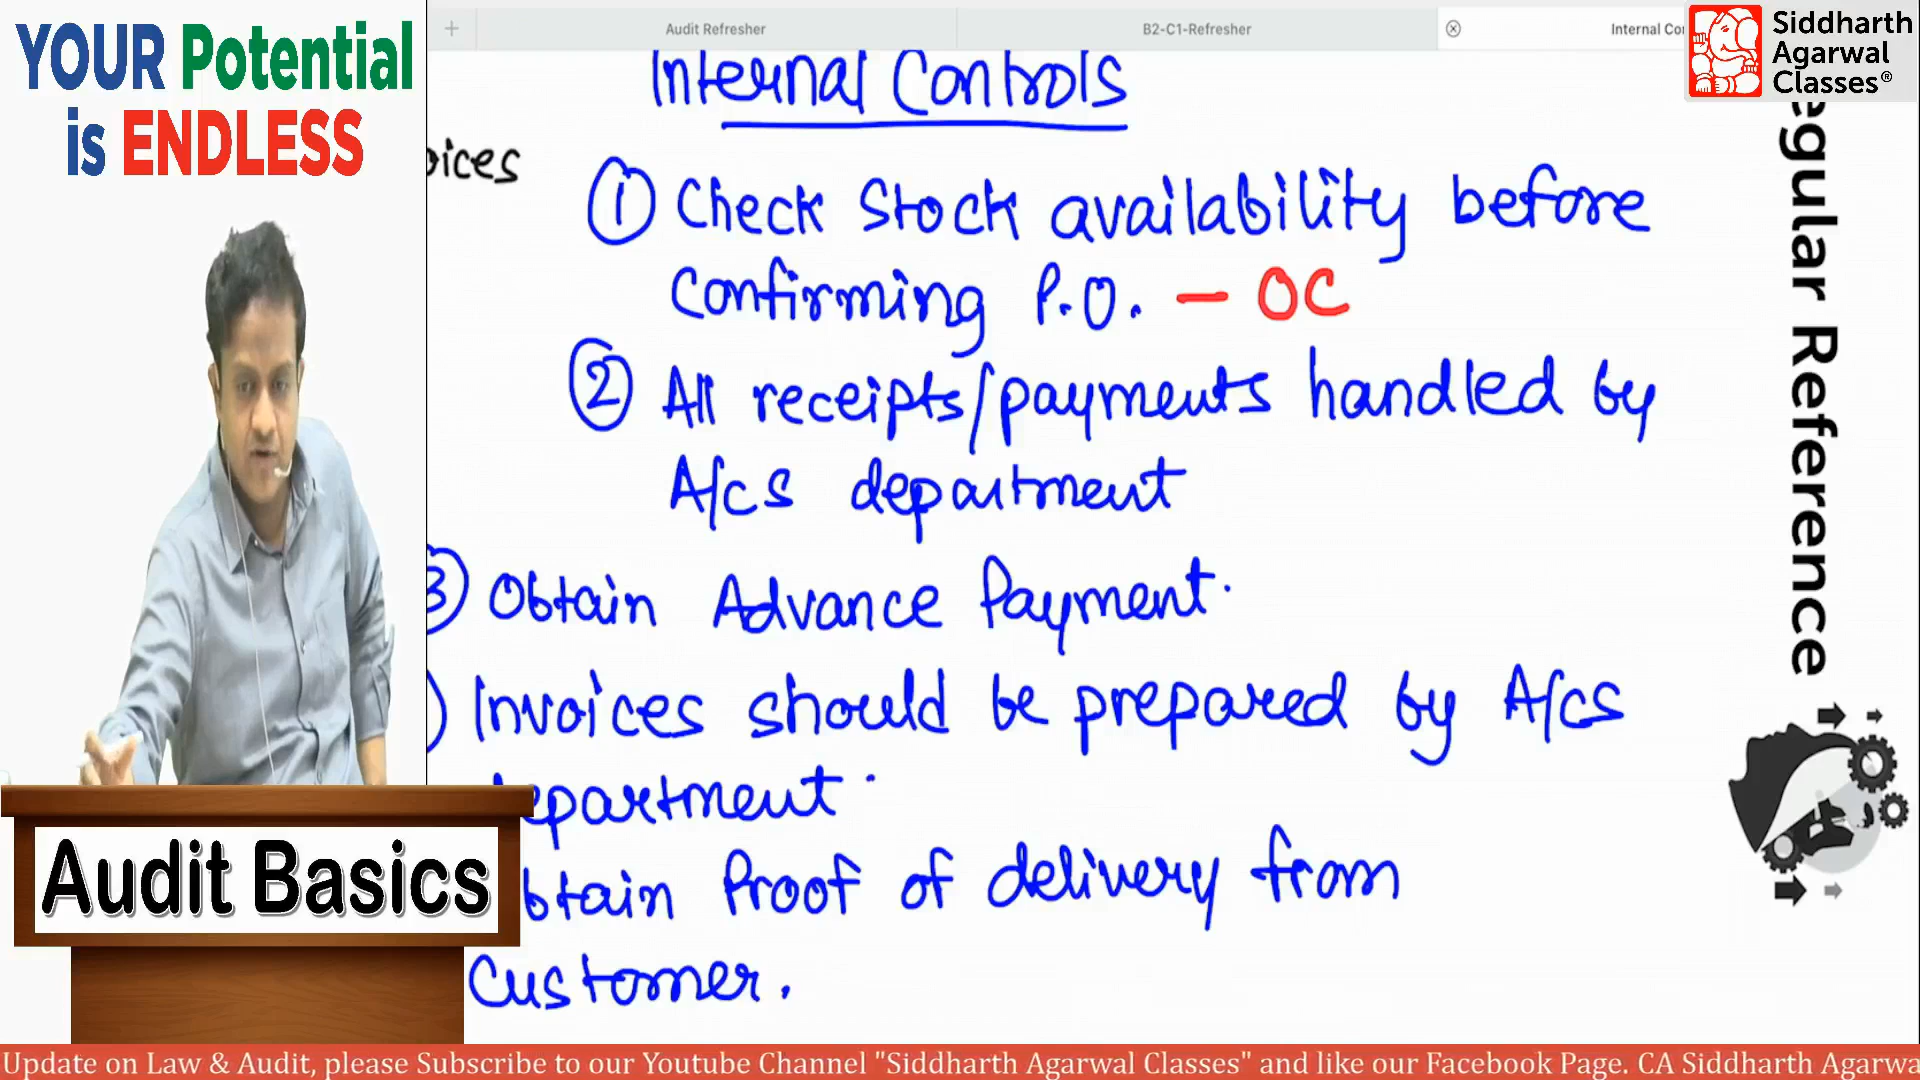 YOUR Potential
is ENDLESS
Audit Refresher
B2-C1-Refresher
Internal Co
Siddharth
Agarwal
Classes®
Internal Controls
oices
① Check Stock availability before
Confirming P.O. — OC
② All receipts/payments handled by
A/cs department
3) Obtain Advance Payment.
) Invoices should be prepared by A/cs
epartment.
btain Proof of delivery from
Customer.
egular Reference
Audit Basics
Update on Law & Audit, please Subscribe to our Youtube Channel "Siddharth Agarwal Classes" and like our Facebook Page. CA Siddharth Agarwa